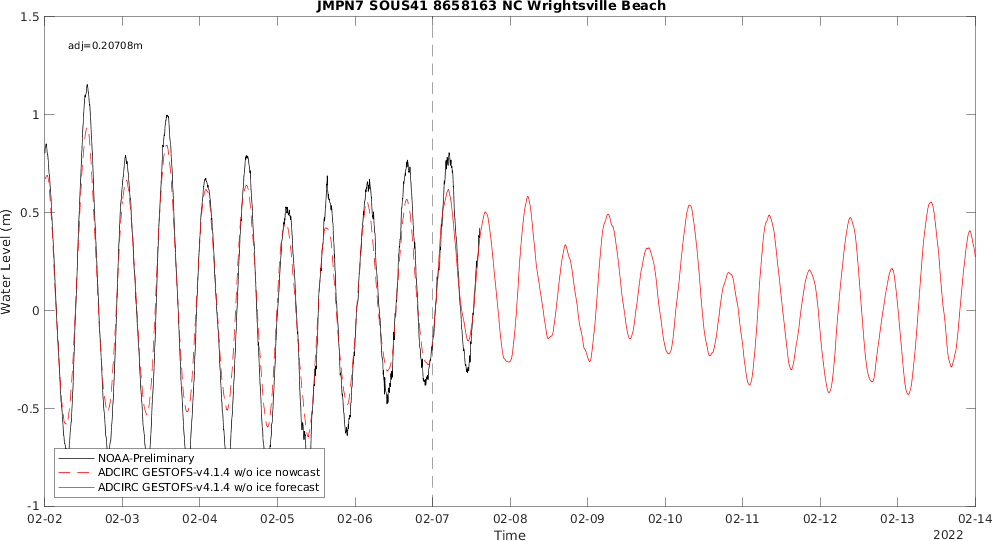 JMPN7 SOUS41 8658163 NC Wrightsville Beach
adj=0.20708m
1.5
1
0.5
0
-0.5
-1
Water Level (m)
NOAA-Preliminary
ADCIRC GESTOFS-v4.1.4 w/o ice nowcast
ADCIRC GESTOFS-v4.1.4 w/o ice forecast
02-02 02-03 02-04 02-05 02-06 02-07 02-08 02-09 02-10 02-11 02-12 02-13 02-14
Time
2022